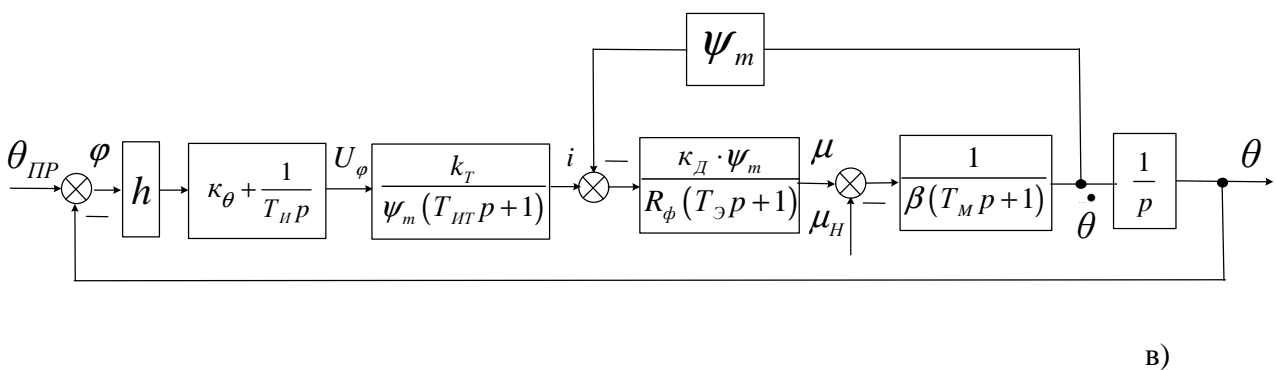 ψ_m
θ_ПР
φ
h
κ_θ + 1/(T_И p)
U_φ
k_T/(ψ_m (T_ИТ p + 1))
i
κ_Д · ψ_m/(R_ф (T_Э p + 1))
μ
μ_Н
1/(β (T_М p + 1))
θ̇
1/p
θ
в)